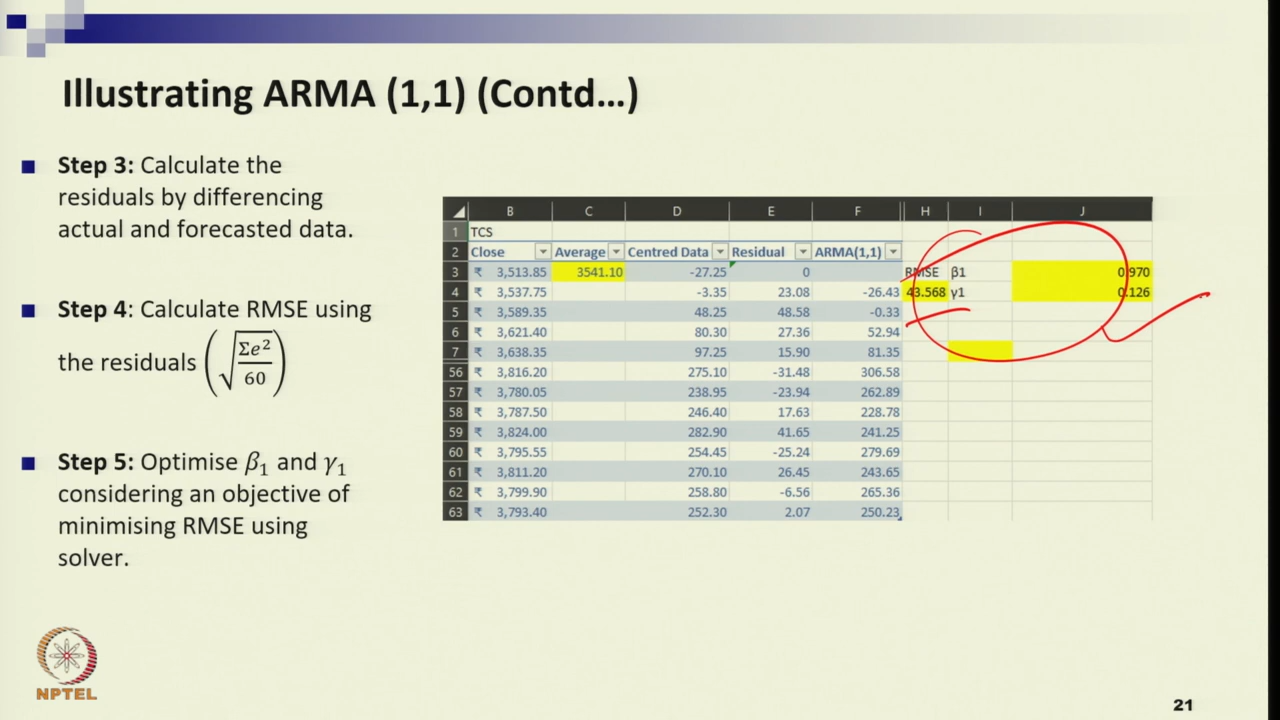 Illustrating ARMA (1,1) (Contd...)
Step 3: Calculate the
residuals by differencing
actual and forecasted data.
Step 4: Calculate RMSE using
the residuals (√(Σe²/60))
Step 5: Optimise β₁ and γ₁
considering an objective of
minimising RMSE using
solver.
B C D E F H I J
1 TCS
2 Close Average Centred Data Residual ARMA(1,1)
3 ₹ 3,513.85 3541.10 -27.25 0 RMSE β1 0.970
4 ₹ 3,537.75 -3.35 23.08 -26.43 43.568 γ1 0.126
5 ₹ 3,589.35 48.25 48.58 -0.33
6 ₹ 3,621.40 80.30 27.36 52.94
7 ₹ 3,638.35 97.25 15.90 81.35
56 ₹ 3,816.20 275.10 -31.48 306.58
57 ₹ 3,780.05 238.95 -23.94 262.89
58 ₹ 3,787.50 246.40 17.63 228.78
59 ₹ 3,824.00 282.90 41.65 241.25
60 ₹ 3,795.55 254.45 -25.24 279.69
61 ₹ 3,811.20 270.10 26.45 243.65
62 ₹ 3,799.90 258.80 -6.56 265.36
63 ₹ 3,793.40 252.30 2.07 250.23
NPTEL
21